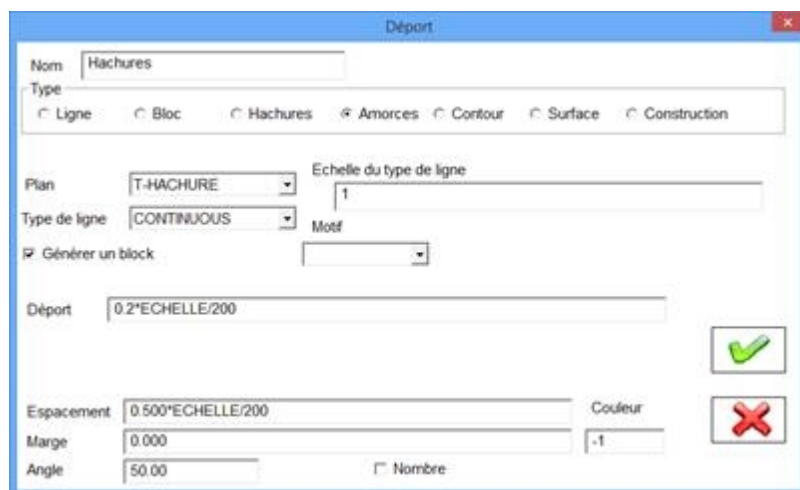 Déport
Nom Hachures
Type
Ligne Bloc Hachures Amorces Contour Surface Construction
Echelle du type de ligne
Plan T-HACHURE 1
Type de ligne CONTINUOUS Motif
Générer un block
Déport 0.2*ECHELLE/200
Espacement 0.500*ECHELLE/200 Couleur
Marge 0.000 -1
Angle 50.00 Nombre